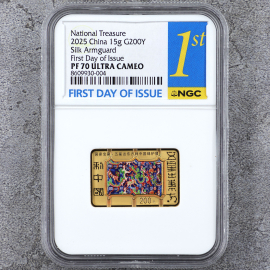 National Treasure
2025 China 15g G200Y
Silk Armguard
First Day of Issue
PF 70 ULTRA CAMEO
8609930-004
1st
FIRST DAY OF ISSUE
NGC
200